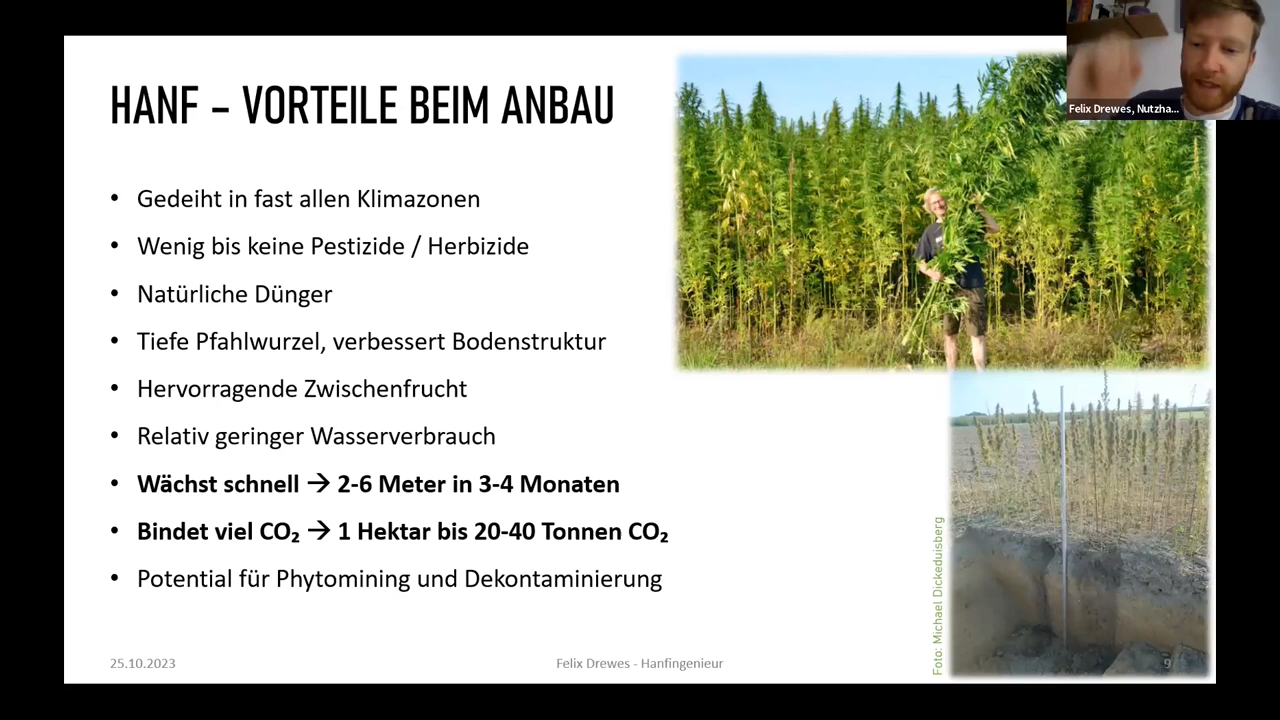 HANF – VORTEILE BEIM ANBAU
Felix Drewes, Nutzha...
• Gedeiht in fast allen Klimazonen
• Wenig bis keine Pestizide / Herbizide
• Natürliche Dünger
• Tiefe Pfahlwurzel, verbessert Bodenstruktur
• Hervorragende Zwischenfrucht
• Relativ geringer Wasserverbrauch
• Wächst schnell → 2-6 Meter in 3-4 Monaten
• Bindet viel CO₂ → 1 Hektar bis 20-40 Tonnen CO₂
• Potential für Phytomining und Dekontaminierung
Foto: Michael Dickeduisberg
25.10.2023
Felix Drewes - Hanfingenieur
9